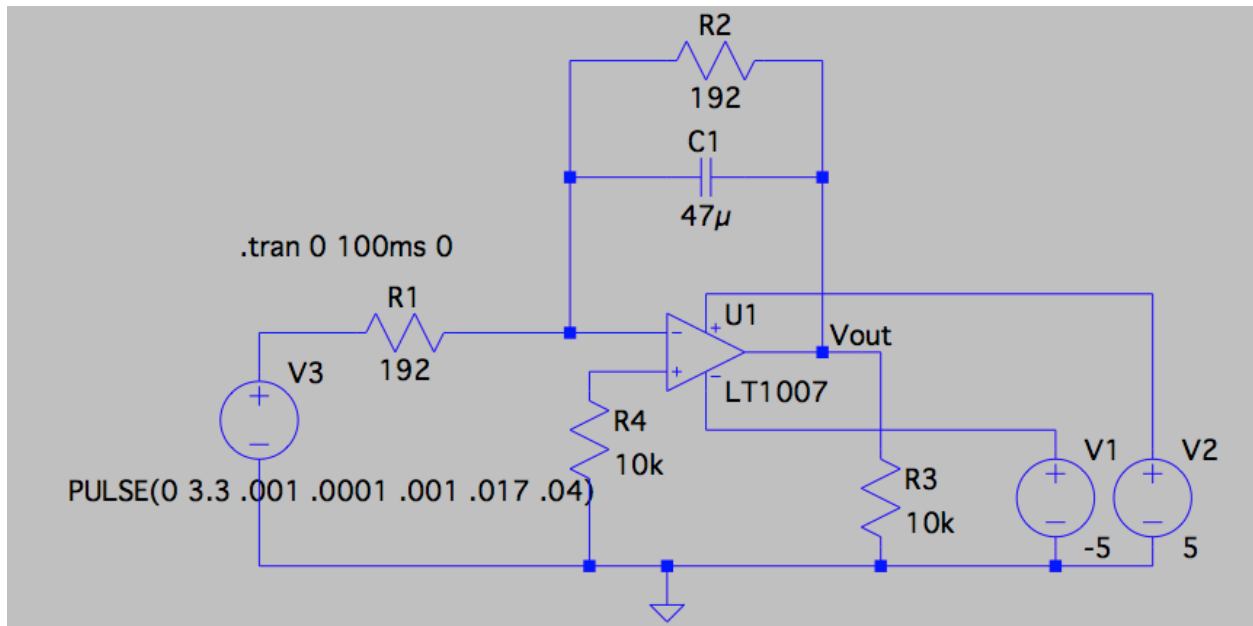 R2
192
C1
47µ
.tran 0 100ms 0
R1
192
U1
Vout
LT1007
V3
R4
10k
PULSE(0 3.3 .001 .0001 .001 .017 .04)
R3
10k
V1
-5
V2
5